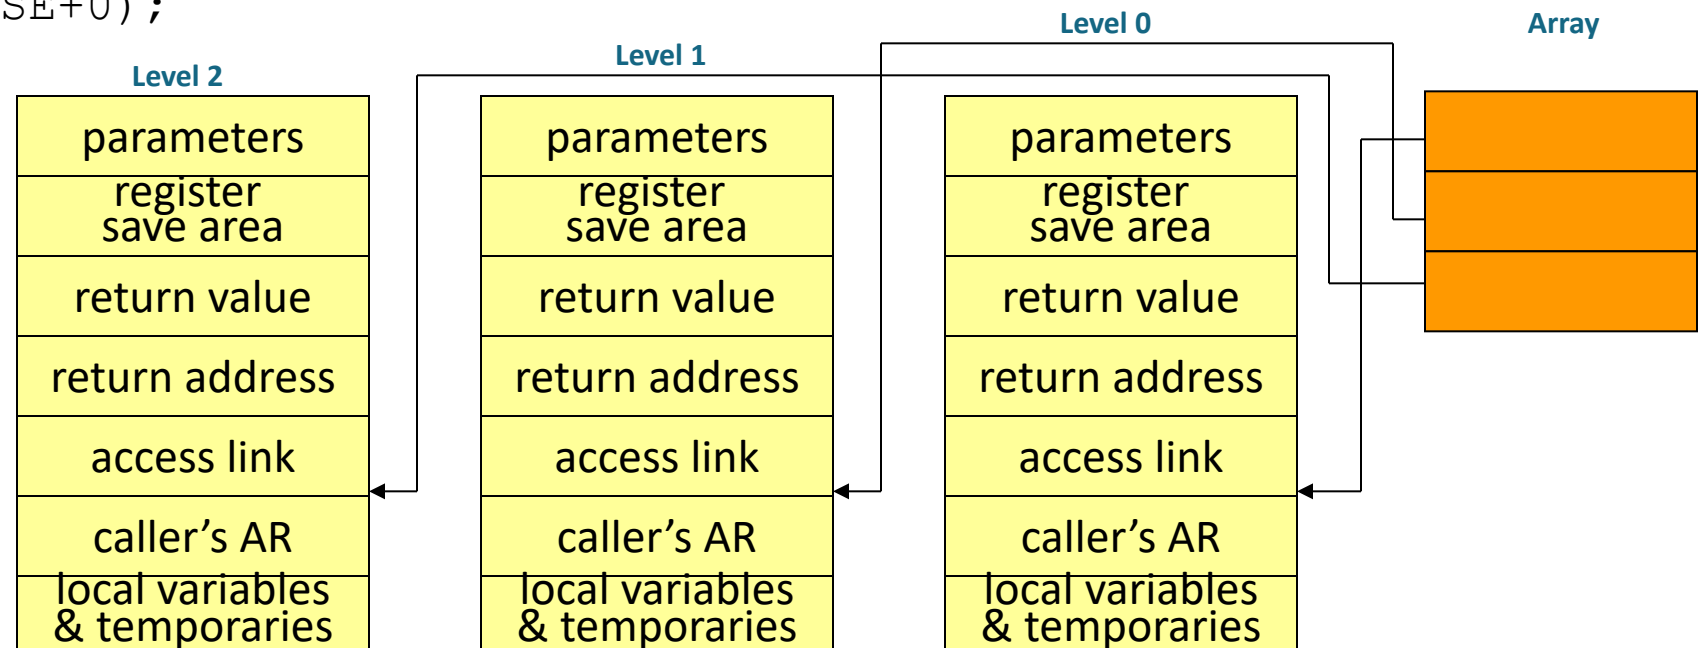 SE+0);
Level 2
Level 1
Level 0
Array
parameters
register
save area
return value
return address
access link
caller’s AR
local variables
& temporaries
parameters
register
save area
return value
return address
access link
caller’s AR
local variables
& temporaries
parameters
register
save area
return value
return address
access link
caller’s AR
local variables
& temporaries